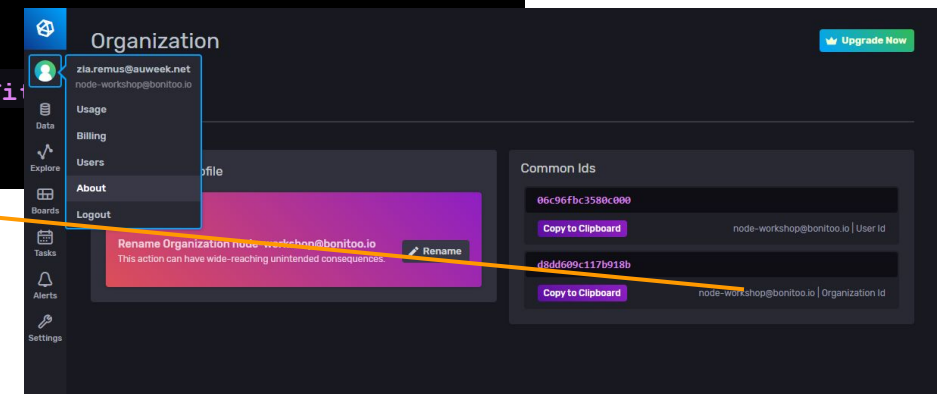 Organization
Upgrade Now
zia.remus@auweek.net
node-workshop@bonitoo.io
Usage
Billing
Users
About
Logout
Data
Explore
Boards
Tasks
Alerts
Settings
Rename Organization node-workshop@bonitoo.io
This action can have wide-reaching unintended consequences.
Rename
Common Ids
06c96fbc3580c000
Copy to Clipboard
node-workshop@bonitoo.io | User Id
d8dd609c117b918b
Copy to Clipboard
node-workshop@bonitoo.io | Organization Id